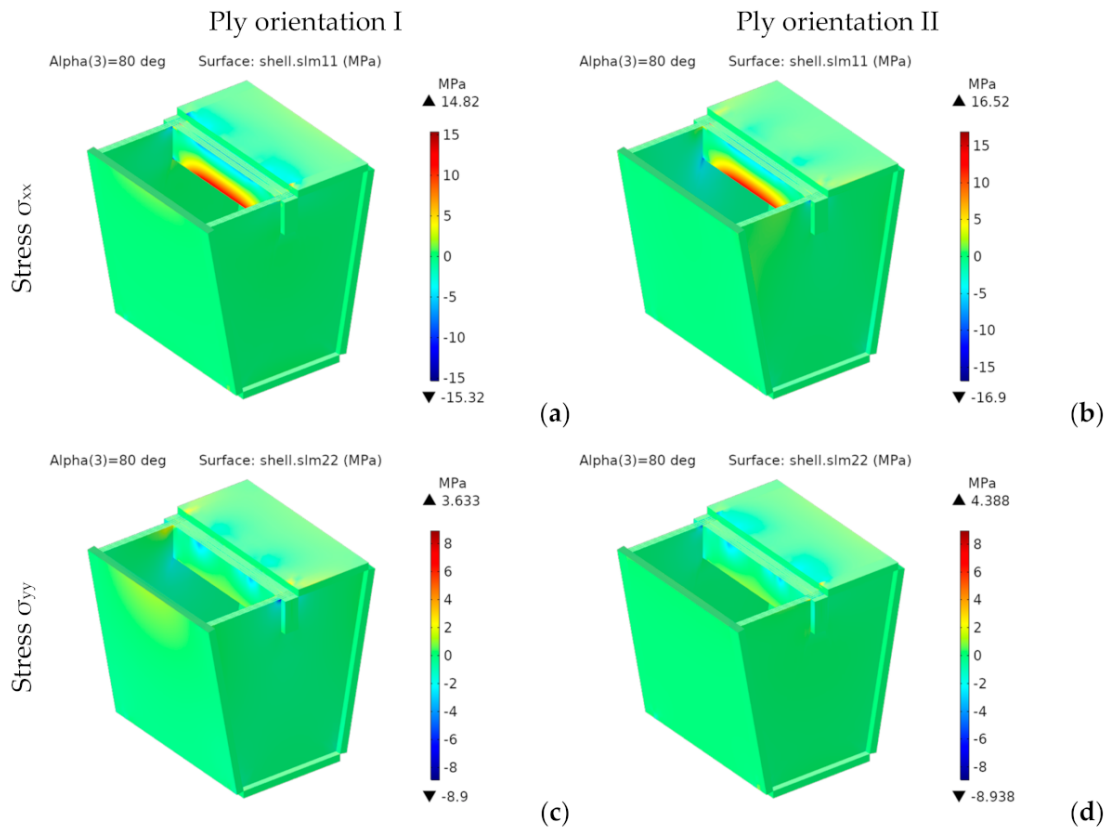 Ply orientation I
Ply orientation II
Alpha(3)=80 deg Surface: shell.slm11 (MPa)
MPa
▲ 14.82
15
10
5
0
-5
-10
-15
▼ -15.32
Stress σxx
(a)
Alpha(3)=80 deg Surface: shell.slm11 (MPa)
MPa
▲ 16.52
15
10
5
0
-5
-10
-15
▼ -16.9
(b)
Alpha(3)=80 deg Surface: shell.slm22 (MPa)
MPa
▲ 3.633
8
6
4
2
0
-2
-4
-6
-8
▼ -8.9
Stress σyy
(c)
Alpha(3)=80 deg Surface: shell.slm22 (MPa)
MPa
▲ 4.388
8
6
4
2
0
-2
-4
-6
-8
▼ -8.938
(d)